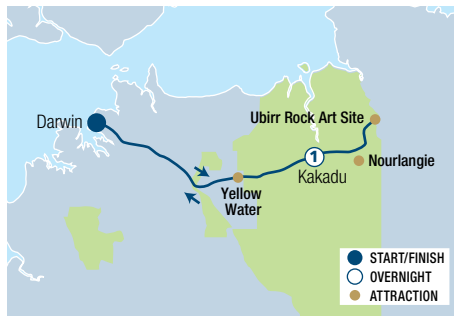 Darwin
Ubirr Rock Art Site
Nourlangie
1
Kakadu
Yellow
Water
START/FINISH
OVERNIGHT
ATTRACTION